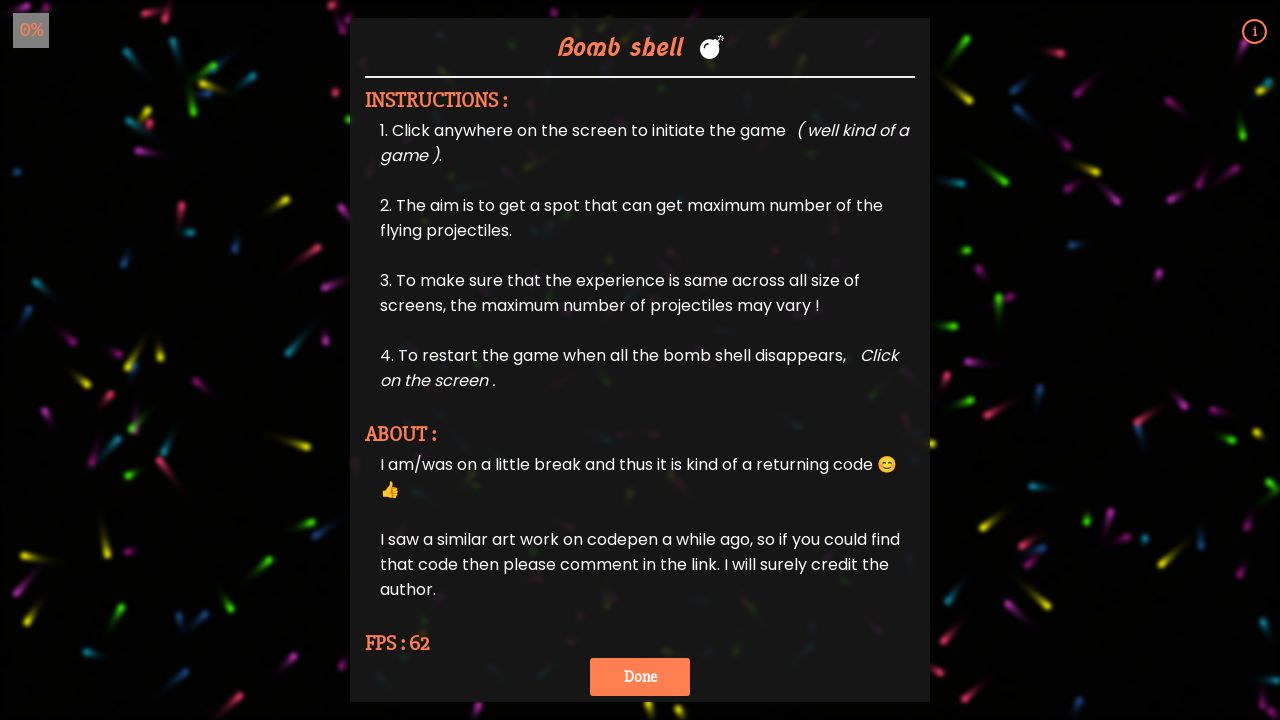 0%
Bomb shell 💣
i
INSTRUCTIONS :
1. Click anywhere on the screen to initiate the game ( well kind of a
game ).
2. The aim is to get a spot that can get maximum number of the
flying projectiles.
3. To make sure that the experience is same across all size of
screens, the maximum number of projectiles may vary !
4. To restart the game when all the bomb shell disappears, Click
on the screen .
ABOUT :
I am/was on a little break and thus it is kind of a returning code 😊
👍
I saw a similar art work on codepen a while ago, so if you could find
that code then please comment in the link. I will surely credit the
author.
FPS : 62
Done